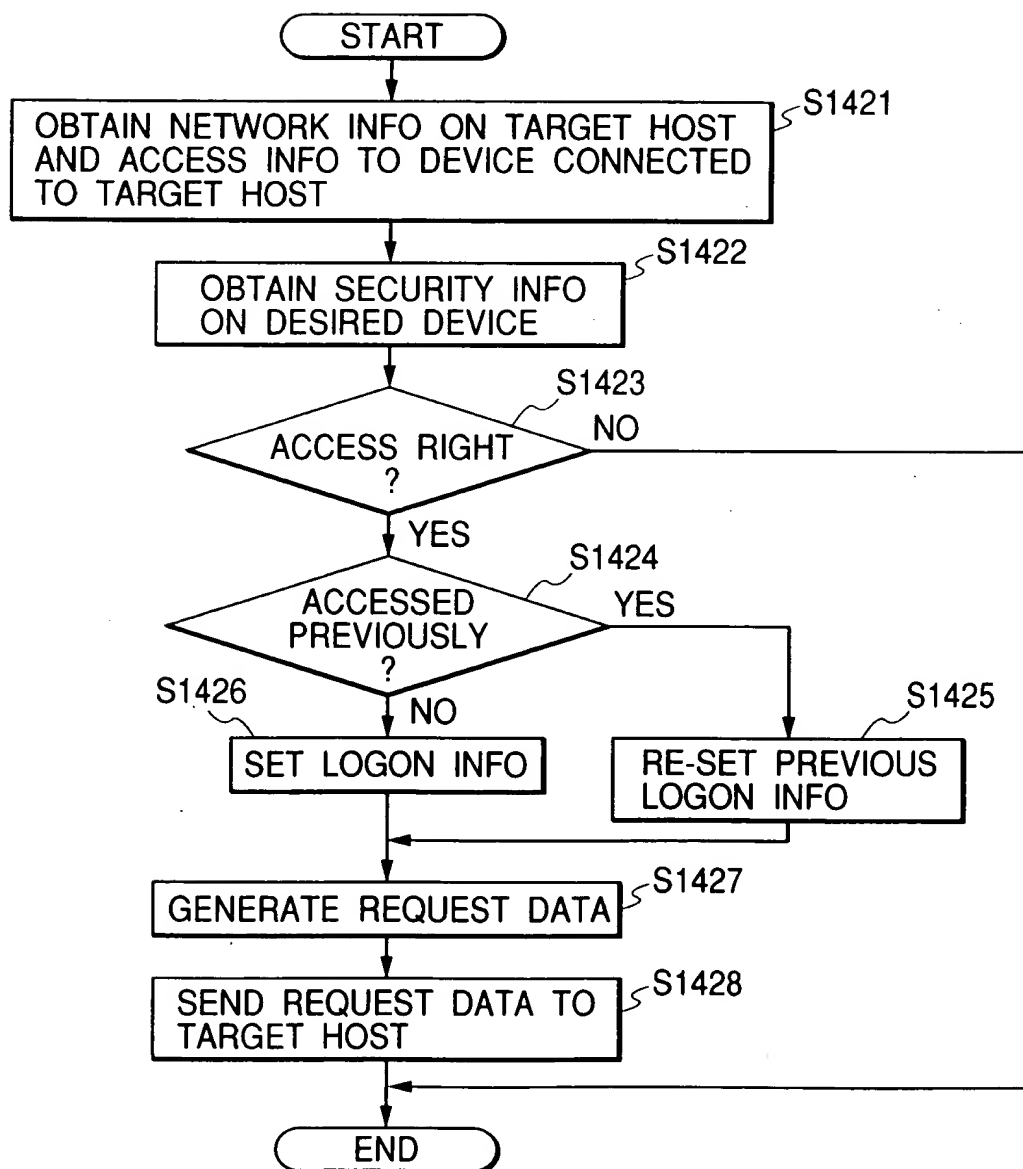 START
S1421
OBTAIN NETWORK INFO ON TARGET HOST
AND ACCESS INFO TO DEVICE CONNECTED
TO TARGET HOST
S1422
OBTAIN SECURITY INFO
ON DESIRED DEVICE
S1423
ACCESS RIGHT
?
NO
YES
S1424
ACCESSED
PREVIOUSLY
?
YES
S1426
NO
S1425
SET LOGON INFO
RE-SET PREVIOUS
LOGON INFO
S1427
GENERATE REQUEST DATA
S1428
SEND REQUEST DATA TO
TARGET HOST
END